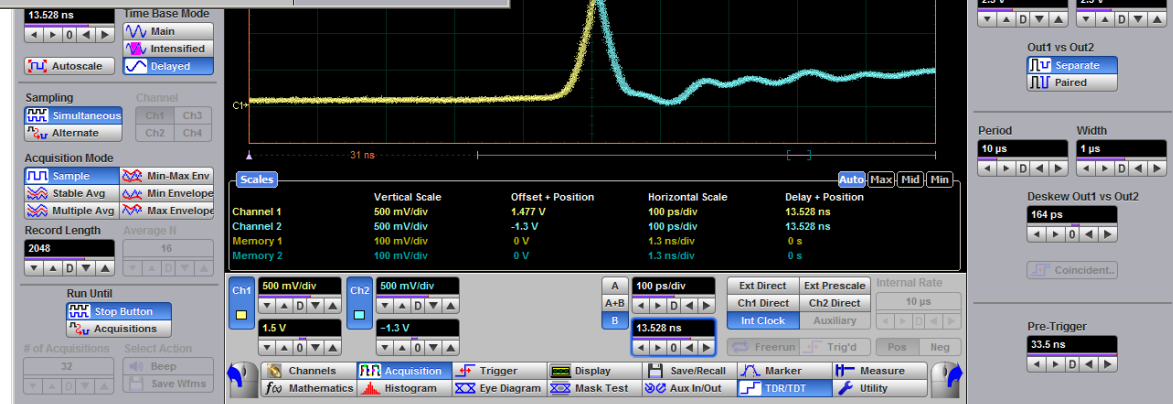 13.528 ns
0
Autoscale
Time Base Mode
Main
Intensified
Delayed
Sampling
Simultaneous
Alternate
Channel
Ch1 Ch3
Ch2 Ch4
Acquisition Mode
Sample Min-Max Env
Stable Avg Min Envelope
Multiple Avg Max Envelope
Record Length Average N
2048 16
D D
Run Until
Stop Button
Acquisitions
# of Acquisitions Select Action
32 Beep
D Save Wfms
C1
31 ns
Scales Auto Max Mid Min
Vertical Scale Offset + Position Horizontal Scale Delay + Position
Channel 1 500 mV/div 1.477 V 100 ps/div 13.528 ns
Channel 2 500 mV/div -1.3 V 100 ps/div 13.528 ns
Memory 1 100 mV/div 0 V 1.3 ns/div 0 s
Memory 2 100 mV/div 0 V 1.3 ns/div 0 s
Ch1 500 mV/div Ch2 500 mV/div
D D
1.5 V -1.3 V
0 0
A 100 ps/div
A+B D
B 13.528 ns
0
Ext Direct Ext Prescale
Ch1 Direct Ch2 Direct
Int Clock Auxiliary
Freerun Trig'd
Internal Rate
10 µs
D
Pos Neg
Channels Acquisition Trigger Display Save/Recall Marker Measure
f(x) Mathematics Histogram Eye Diagram Mask Test Aux In/Out TDR/TDT Utility
D D
Out1 vs Out2
Separate
Paired
Period Width
10 µs 1 µs
D D
Deskew Out1 vs Out2
164 ps
0
Coincident..
Pre-Trigger
33.5 ns
D